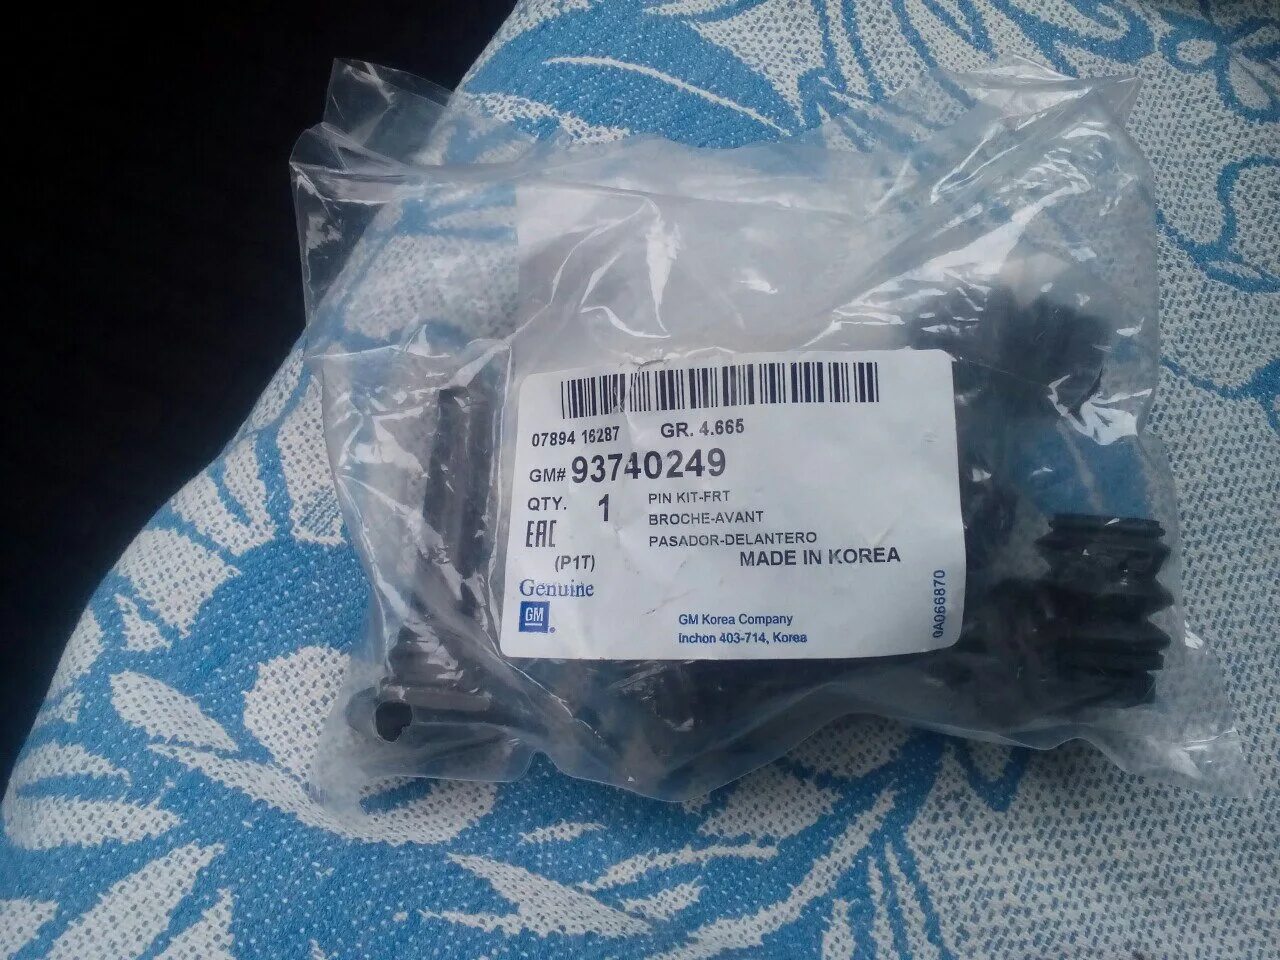 07894 16287 GR. 4.665
GM# 93740249
QTY. 1 PIN KIT-FRT
BROCHE-AVANT
EAC PASADOR-DELANTERO
(P1T) MADE IN KOREA
Genuine
GM
GM Korea Company
Inchon 403-714, Korea
0A066870